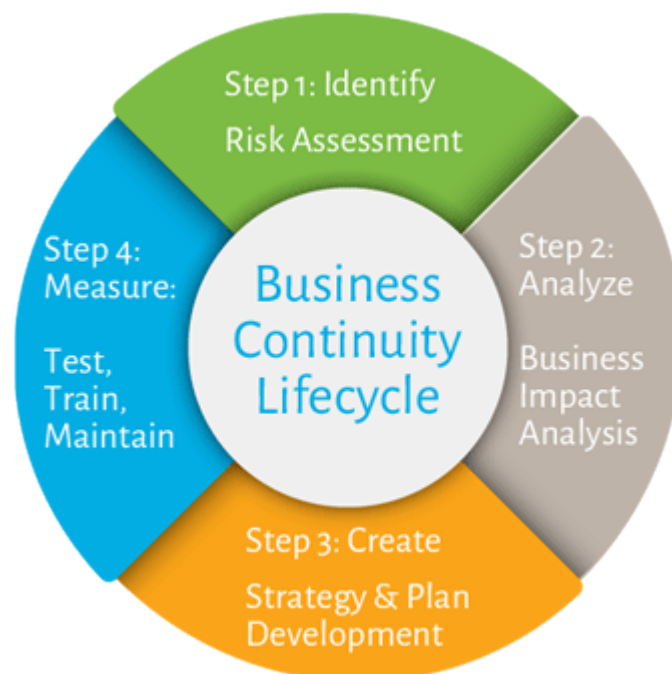 Step 1: Identify
Risk Assessment
Step 2:
Analyze
Business
Impact
Analysis
Step 3: Create
Strategy & Plan
Development
Step 4:
Measure:
Test,
Train,
Maintain
Business
Continuity
Lifecycle